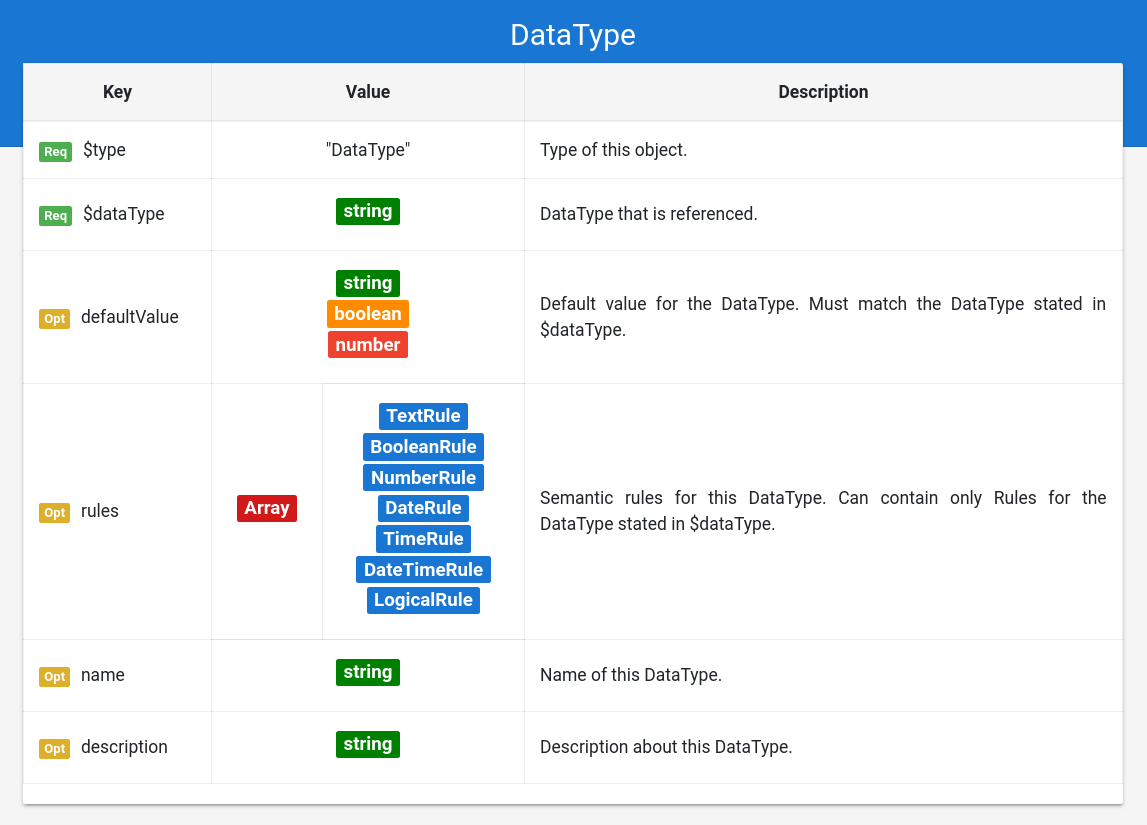 DataType
Key Value Description
Req $type "DataType" Type of this object.
Req $dataType string DataType that is referenced.
Opt defaultValue
string
boolean
number
Default value for the DataType. Must match the DataType stated in
$dataType.
Opt rules
Array
TextRule
BooleanRule
NumberRule
DateRule
TimeRule
DateTimeRule
LogicalRule
Semantic rules for this DataType. Can contain only Rules for the
DataType stated in $dataType.
Opt name string Name of this DataType.
Opt description string Description about this DataType.